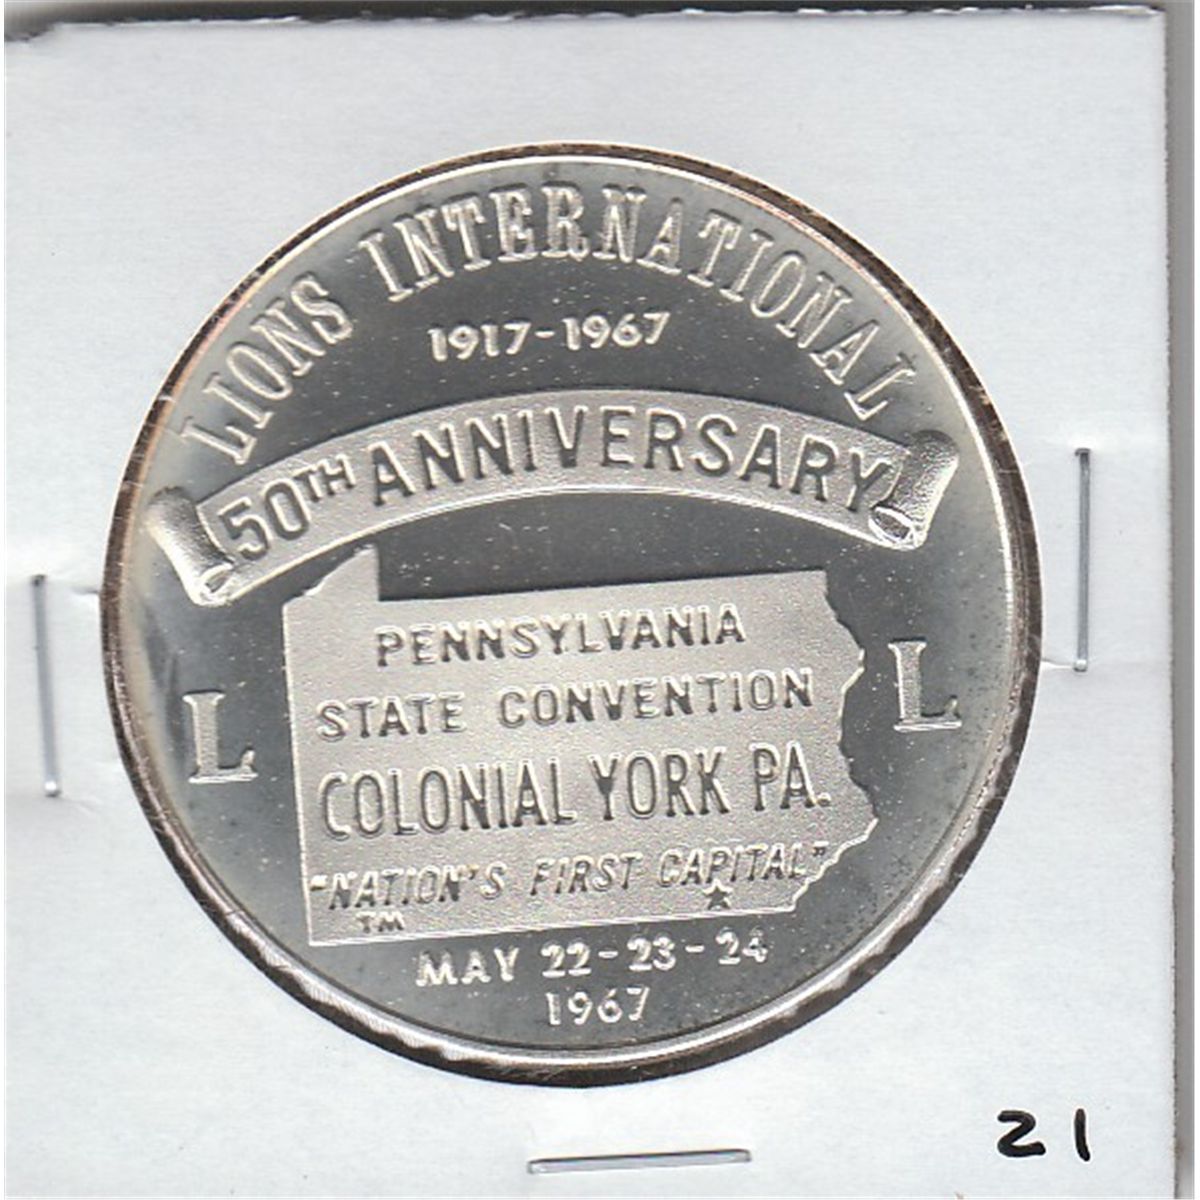 LIONS INTERNATIONAL
1917-1967
50TH ANNIVERSARY
PENNSYLVANIA
STATE CONVENTION
L L
COLONIAL YORK PA.
"NATION'S FIRST CAPITAL"
TM
MAY 22-23-24
1967
21